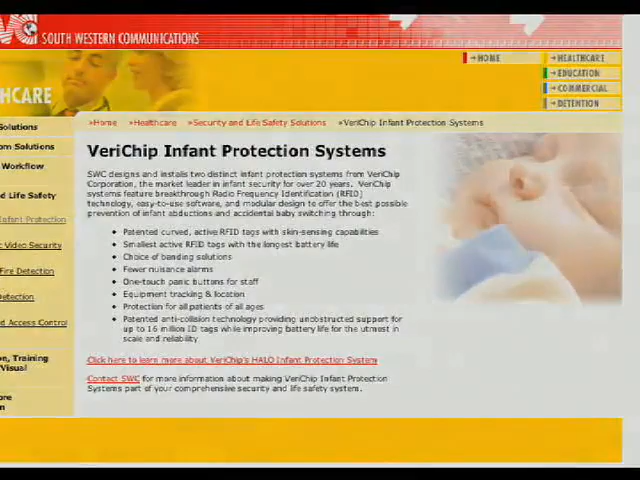 SOUTH WESTERN COMMUNICATIONS
HOME
HEALTHCARE
EDUCATION
COMMERCIAL
DETENTION
HCARE
»Home »Healthcare »Security and Life Safety Solutions »VeriChip Infant Protection Systems
Solutions
om Solutions
Workflow
nd Life Safety
Infant Protection
Video Security
Fire Detection
Detection
d Access Control
n, Training
Visual
ore
n
VeriChip Infant Protection Systems
SWC designs and installs two distinct infant protection systems from VeriChip
Corporation, the market leader in infant security for over 20 years. VeriChip
systems feature breakthrough Radio Frequency Identification (RFID)
technology, easy-to-use software, and modular design to offer the best possible
prevention of infant abductions and accidental baby switching through:
• Patented curved, active RFID tags with skin-sensing capabilities
• Smallest active RFID tags with the longest battery life
• Choice of banding solutions
• Fewer nuisance alarms
• One-touch panic buttons for staff
• Equipment tracking & location
• Protection for all patients of all ages
• Patented anti-collision technology providing unobstructed support for
up to 16 million ID tags while improving battery life for the utmost in
scale and reliability
Click here to learn more about VeriChip's HALO Infant Protection System
Contact SWC for more information about making VeriChip Infant Protection
Systems part of your comprehensive security and life safety system.